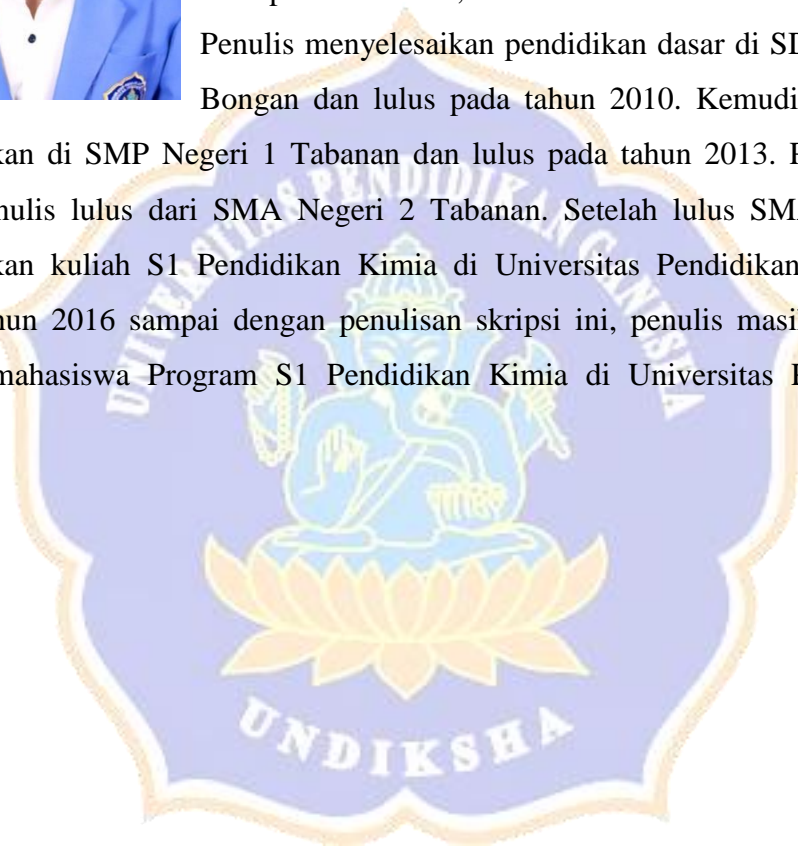 Penulis menyelesaikan pendidikan dasar di SD
Bongan dan lulus pada tahun 2010. Kemudi
kan di SMP Negeri 1 Tabanan dan lulus pada tahun 2013.
nulis lulus dari SMA Negeri 2 Tabanan. Setelah lulus SMA
kan kuliah S1 Pendidikan Kimia di Universitas Pendidikan
hun 2016 sampai dengan penulisan skripsi ini, penulis masi
mahasiswa Program S1 Pendidikan Kimia di Universitas
UNIVERSITAS PENDIDIKAN GANESHA
UNDIKSHA